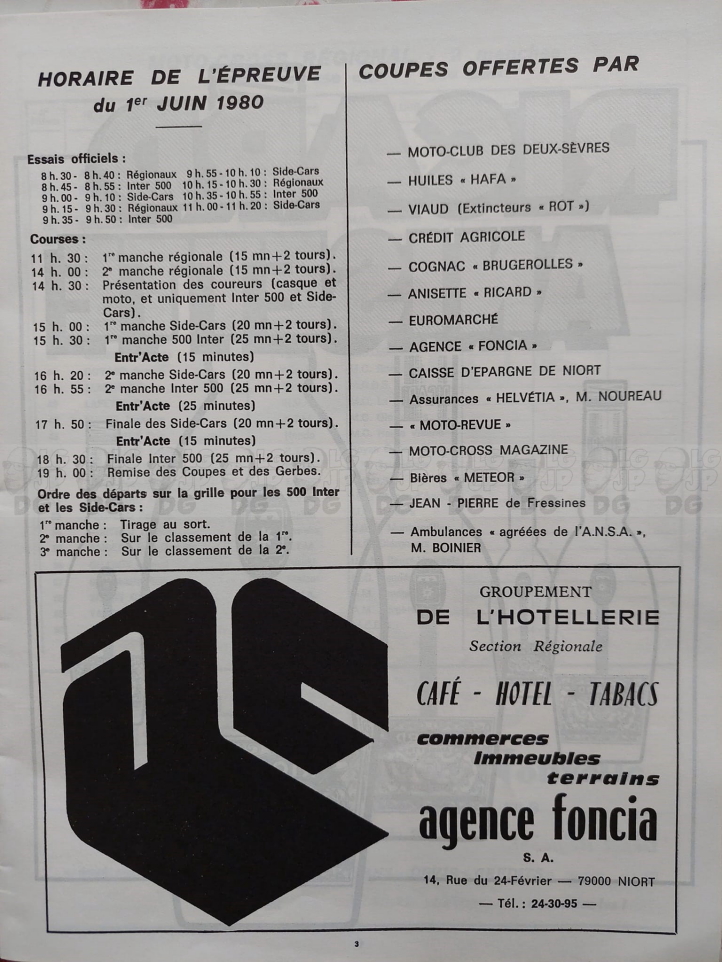 HORAIRE DE L'ÉPREUVE
du 1er JUIN 1980
Essais officiels :
8 h. 30 - 8 h. 40 : Régionaux 9 h. 55 - 10 h. 10 : Side-Cars
8 h. 45 - 8 h. 55 : Inter 500 10 h. 15 - 10 h. 30 : Régionaux
9 h. 00 - 9 h. 10 : Side-Cars 10 h. 35 - 10 h. 55 : Inter 500
9 h. 15 - 9 h. 30 : Régionaux 11 h. 00 - 11 h. 20 : Side-Cars
9 h. 35 - 9 h. 50 : Inter 500
Courses :
11 h. 30 : 1re manche régionale (15 mn+2 tours).
14 h. 00 : 2e manche régionale (15 mn+2 tours).
14 h. 30 : Présentation des coureurs (casque et
moto, et uniquement Inter 500 et Side-
Cars).
15 h. 00 : 1re manche Side-Cars (20 mn+2 tours).
15 h. 30 : 1re manche 500 Inter (25 mn+2 tours).
Entr'Acte (15 minutes)
16 h. 20 : 2e manche Side-Cars (20 mn+2 tours).
16 h. 55 : 2e manche Inter 500 (25 mn+2 tours).
Entr'Acte (25 minutes)
17 h. 50 : Finale des Side-Cars (20 mn+2 tours).
Entr'Acte (15 minutes)
18 h. 30 : Finale Inter 500 (25 mn+2 tours).
19 h. 00 : Remise des Coupes et des Gerbes.
Ordre des départs sur la grille pour les 500 Inter
et les Side-Cars :
1re manche : Tirage au sort.
2e manche : Sur le classement de la 1re.
3e manche : Sur le classement de la 2e.
COUPES OFFERTES PAR
— MOTO-CLUB DES DEUX-SÈVRES
— HUILES « HAFA »
— VIAUD (Extincteurs « ROT »)
— CRÉDIT AGRICOLE
— COGNAC « BRUGEROLLES »
— ANISETTE « RICARD »
— EUROMARCHÉ
— AGENCE « FONCIA »
— CAISSE D'EPARGNE DE NIORT
— Assurances « HELVÉTIA », M. NOUREAU
— « MOTO-REVUE »
— MOTO-CROSS MAGAZINE
— Bières « METEOR »
— JEAN - PIERRE de Fressines
— Ambulances « agréées de l'A.N.S.A. »,
M. BOINIER
GROUPEMENT
DE L'HOTELLERIE
Section Régionale
CAFÉ - HOTEL - TABACS
commerces
immeubles
terrains
agence foncia
S. A.
14, Rue du 24-Février — 79000 NIORT
— Tél. : 24-30-95 —
3